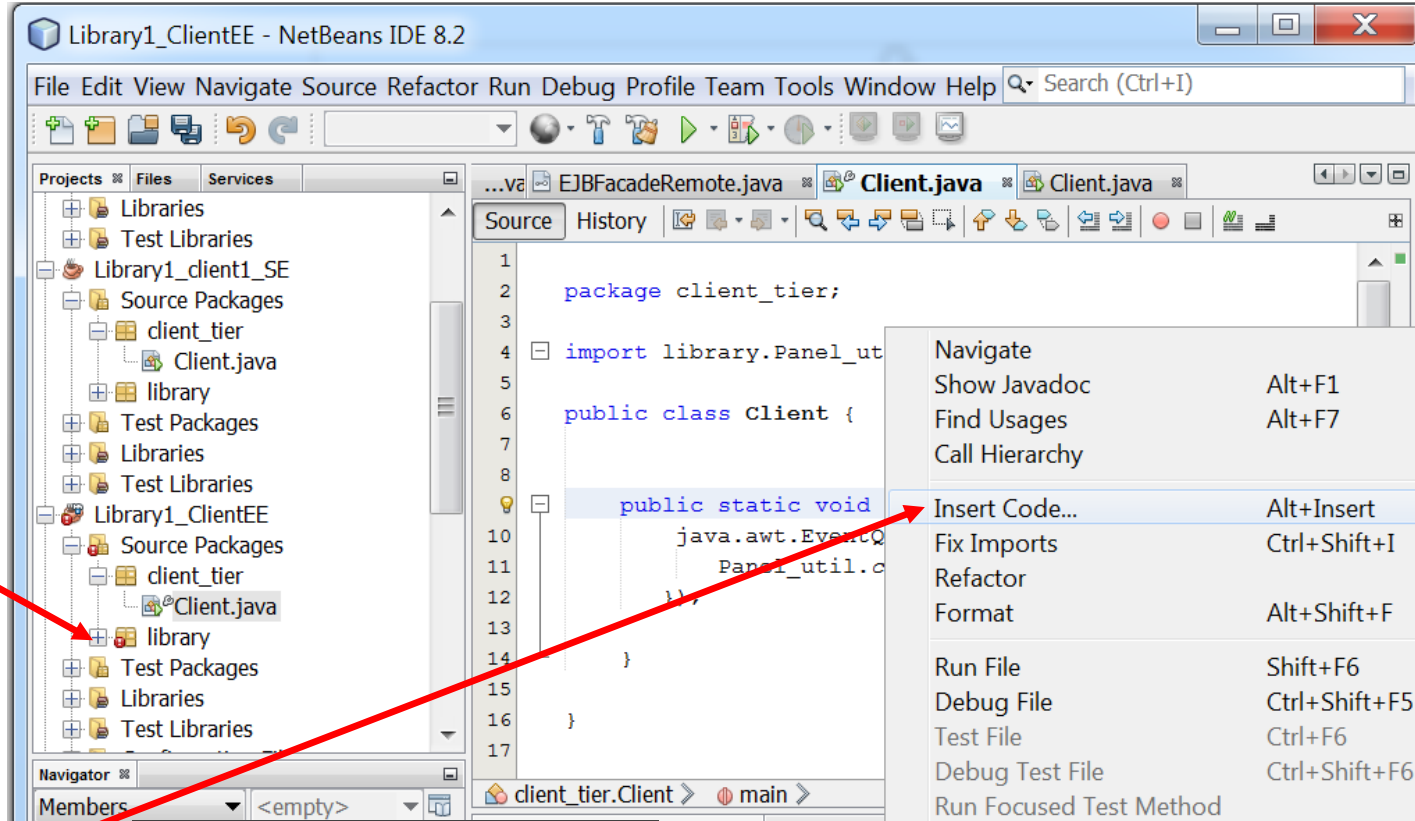 Library1_ClientEE - NetBeans IDE 8.2
File Edit View Navigate Source Refactor Run Debug Profile Team Tools Window Help Search (Ctrl+I)
Projects Files Services
Libraries
Test Libraries
Library1_client1_SE
Source Packages
client_tier
Client.java
library
Test Packages
Libraries
Test Libraries
Library1_ClientEE
Source Packages
client_tier
Client.java
library
Test Packages
Libraries
Test Libraries
Navigator
Members <empty>
...va EJBFacadeRemote.java Client.java Client.java
Source History
1
2 package client_tier;
3
4 import library.Panel_ut
5
6 public class Client {
7
8
public static void
10 java.awt.EventQ
11 Panel_util.c
12 });
13
14 }
15
16 }
17
client_tier.Client main
Navigate
Show Javadoc Alt+F1
Find Usages Alt+F7
Call Hierarchy
Insert Code... Alt+Insert
Fix Imports Ctrl+Shift+I
Refactor
Format Alt+Shift+F
Run File Shift+F6
Debug File Ctrl+Shift+F5
Test File Ctrl+F6
Debug Test File Ctrl+Shift+F6
Run Focused Test Method